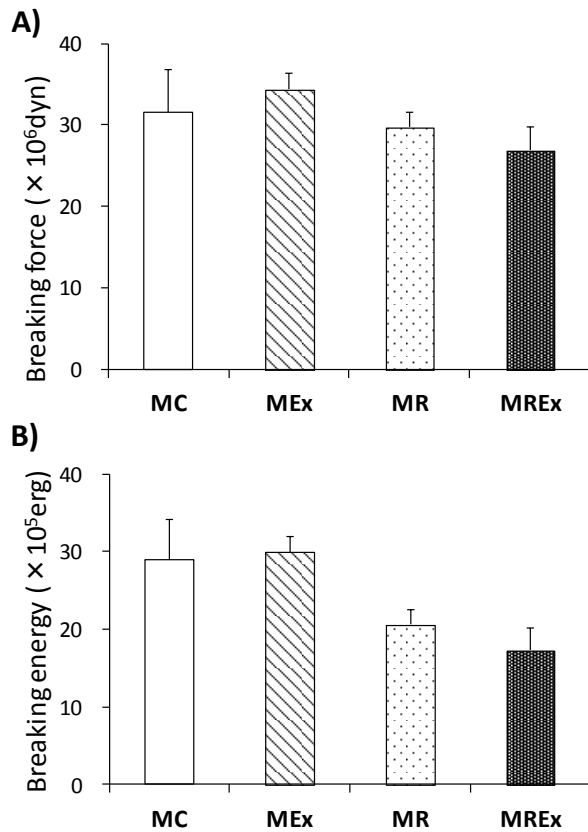 A)
Breaking force (×10⁶dyn)
40
30
20
10
0
MC MEx MR MREx
B)
Breaking energy (×10⁵erg)
40
30
20
10
0
MC MEx MR MREx